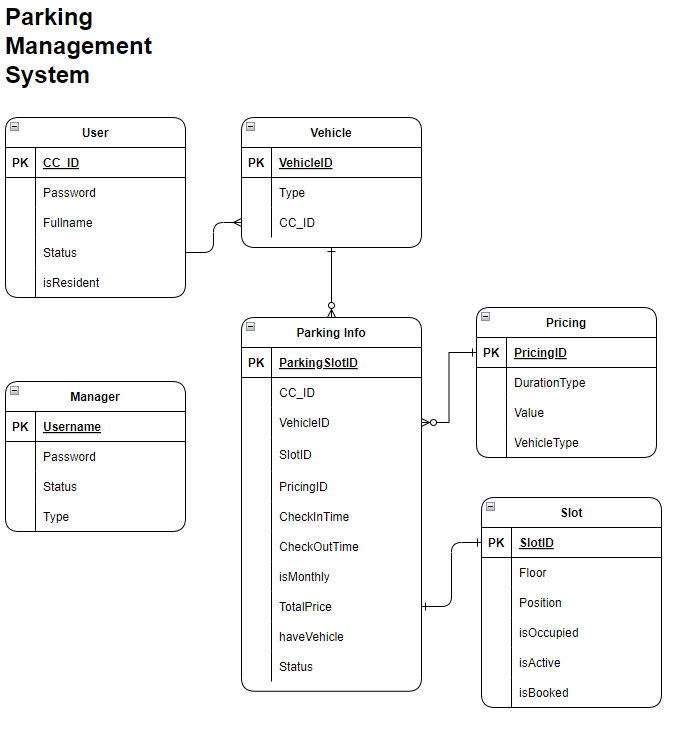 Parking
Management
System
User
PK CC_ID
Password
Fullname
Status
isResident
Vehicle
PK VehicleID
Type
CC_ID
Parking Info
PK ParkingSlotID
CC_ID
VehicleID
SlotID
PricingID
CheckInTime
CheckOutTime
isMonthly
TotalPrice
haveVehicle
Status
Pricing
PK PricingID
DurationType
Value
VehicleType
Manager
PK Username
Password
Status
Type
Slot
PK SlotID
Floor
Position
isOccupied
isActive
isBooked